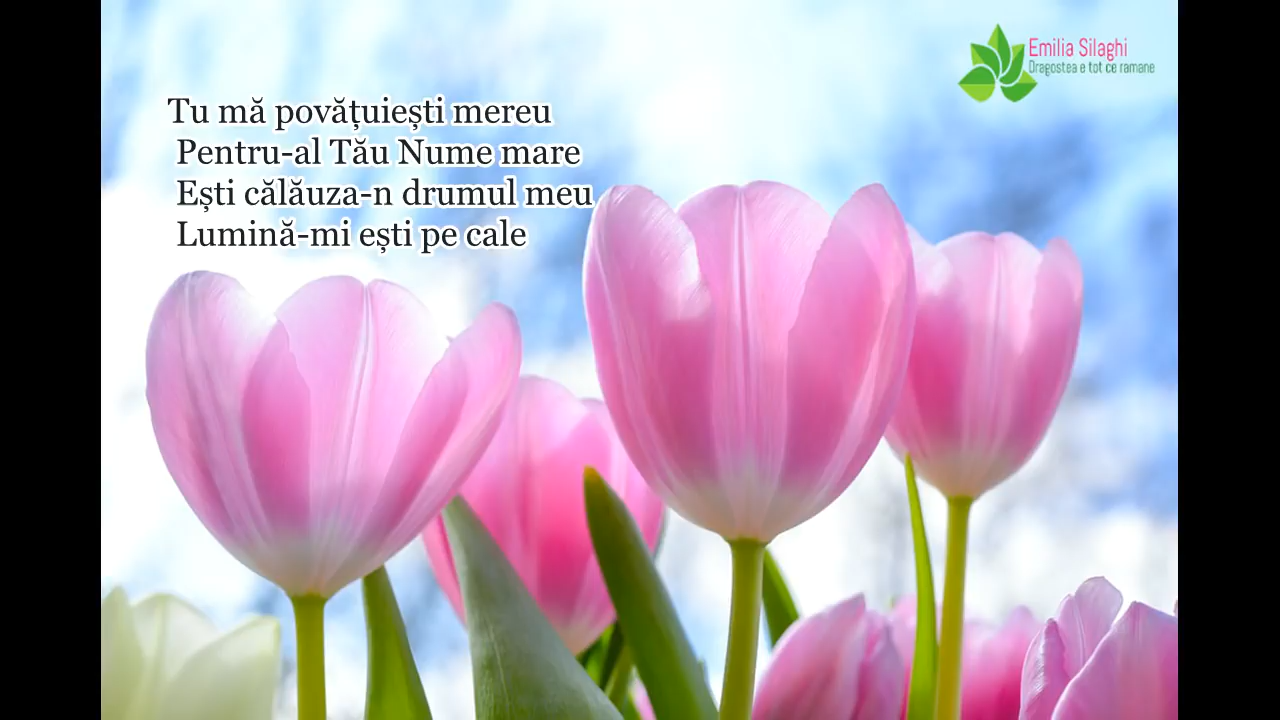 Emilia Silaghi
Dragostea e tot ce ramane
Tu mă povățuiești mereu
Pentru-al Tău Nume mare
Ești călăuza-n drumul meu
Lumină-mi ești pe cale